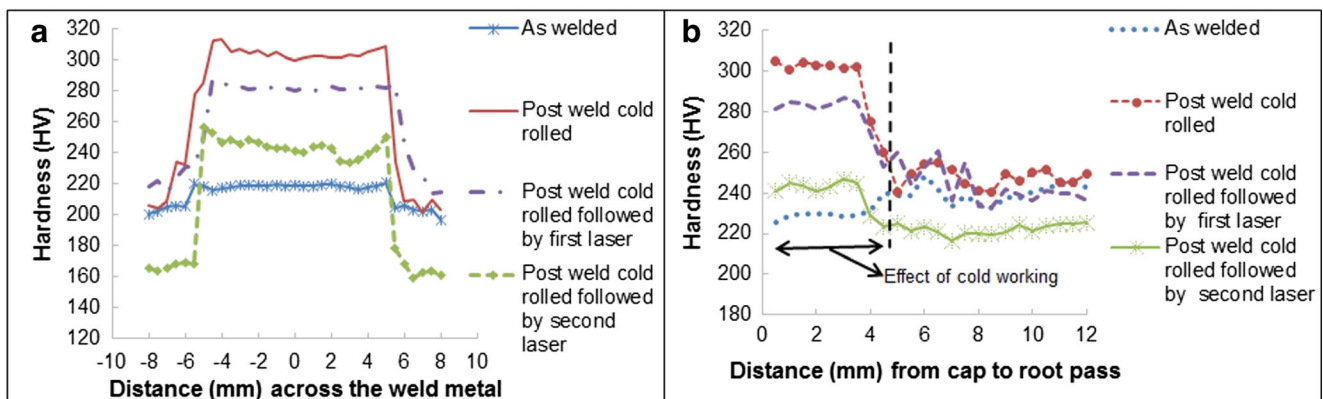 a
320
300
280
260
240
220
200
180
160
140
120
Hardness (HV)
-10 -8 -6 -4 -2 0 2 4 6 8 10
Distance (mm) across the weld metal
As welded
Post weld cold
rolled
Post weld cold
rolled followed
by first laser
Post weld cold
rolled followed
by second
laser
b
320
300
280
260
240
220
200
180
Hardness (HV)
0 2 4 6 8 10 12
Distance (mm) from cap to root pass
Effect of cold working
As welded
Post weld cold
rolled
Post weld cold
rolled followed
by first laser
Post weld cold
rolled followed
by second laser